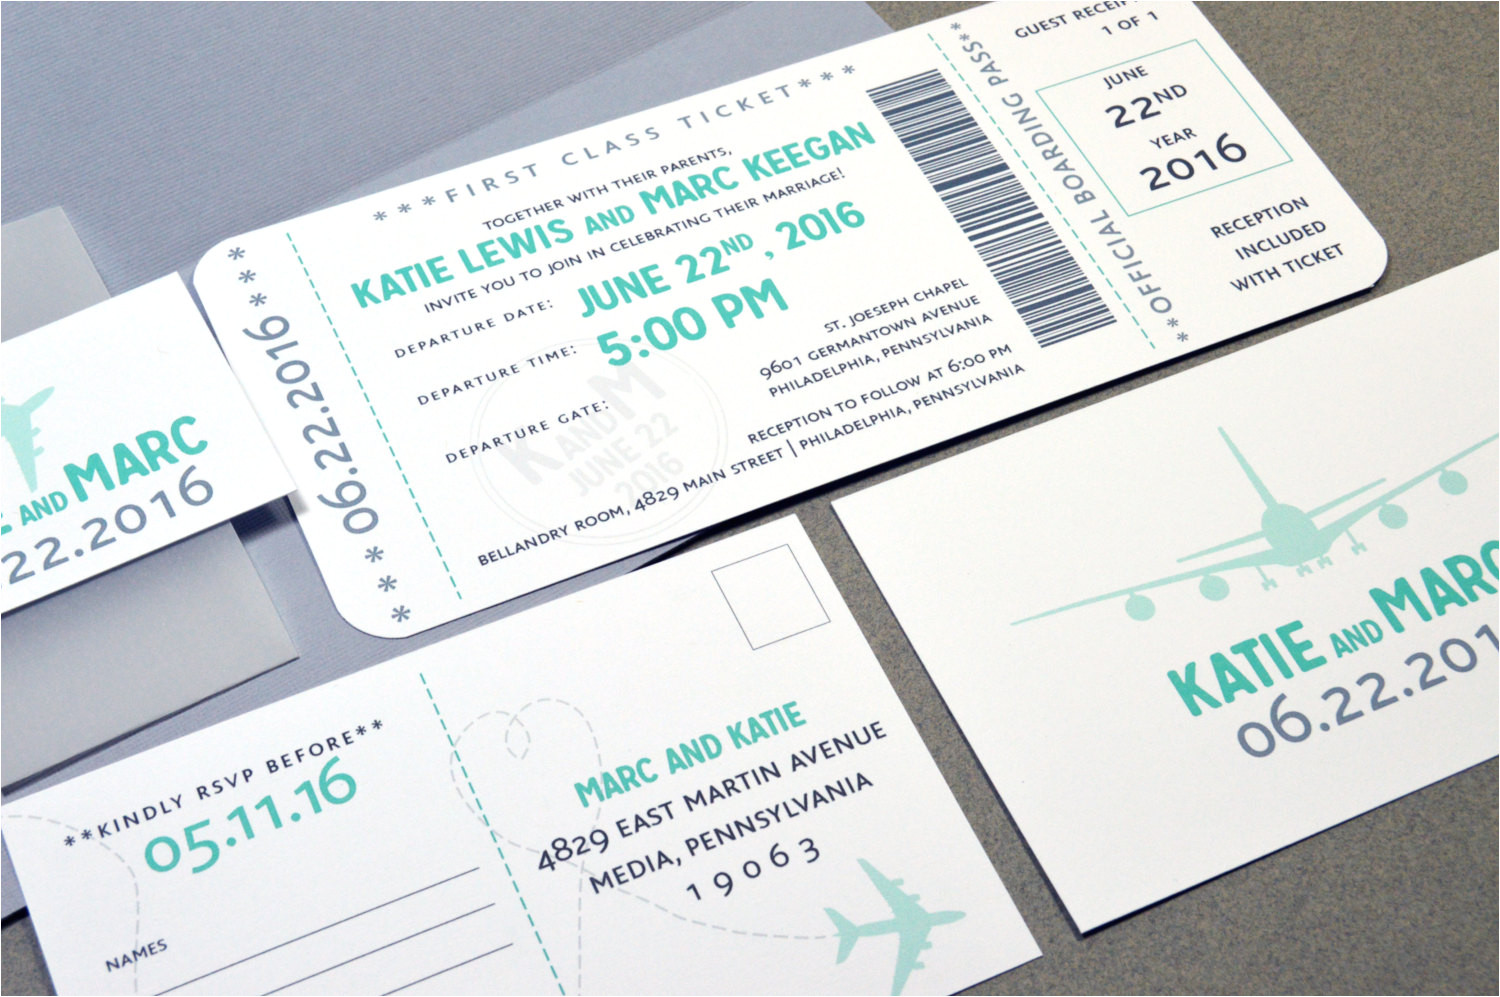 ***FIRST CLASS TICKET***
TOGETHER WITH THEIR PARENTS,
KATIE LEWIS AND MARC KEEGAN
INVITE YOU TO JOIN IN CELEBRATING THEIR MARRIAGE!
DEPARTURE DATE: JUNE 22ND, 2016
DEPARTURE TIME: 5:00 PM
DEPARTURE GATE:
ST. JOESEPH CHAPEL
9601 GERMANTOWN AVENUE
PHILADELPHIA, PENNSYLVANIA
RECEPTION TO FOLLOW AT 6:00 PM
BELLANDRY ROOM, 4829 MAIN STREET | PHILADELPHIA, PENNSYLVANIA
K AND M
JUNE 22
2016
****06.22.2016****
**OFFICIAL BOARDING PASS**
GUEST RECEIPT
1 OF 1
JUNE
22ND
YEAR
2016
RECEPTION
INCLUDED
WITH TICKET
AND MARC
.22.2016
**KINDLY RSVP BEFORE**
05.11.16
NAMES
MARC AND KATIE
4829 EAST MARTIN AVENUE
MEDIA, PENNSYLVANIA
19063
KATIE AND MARC
06.22.201